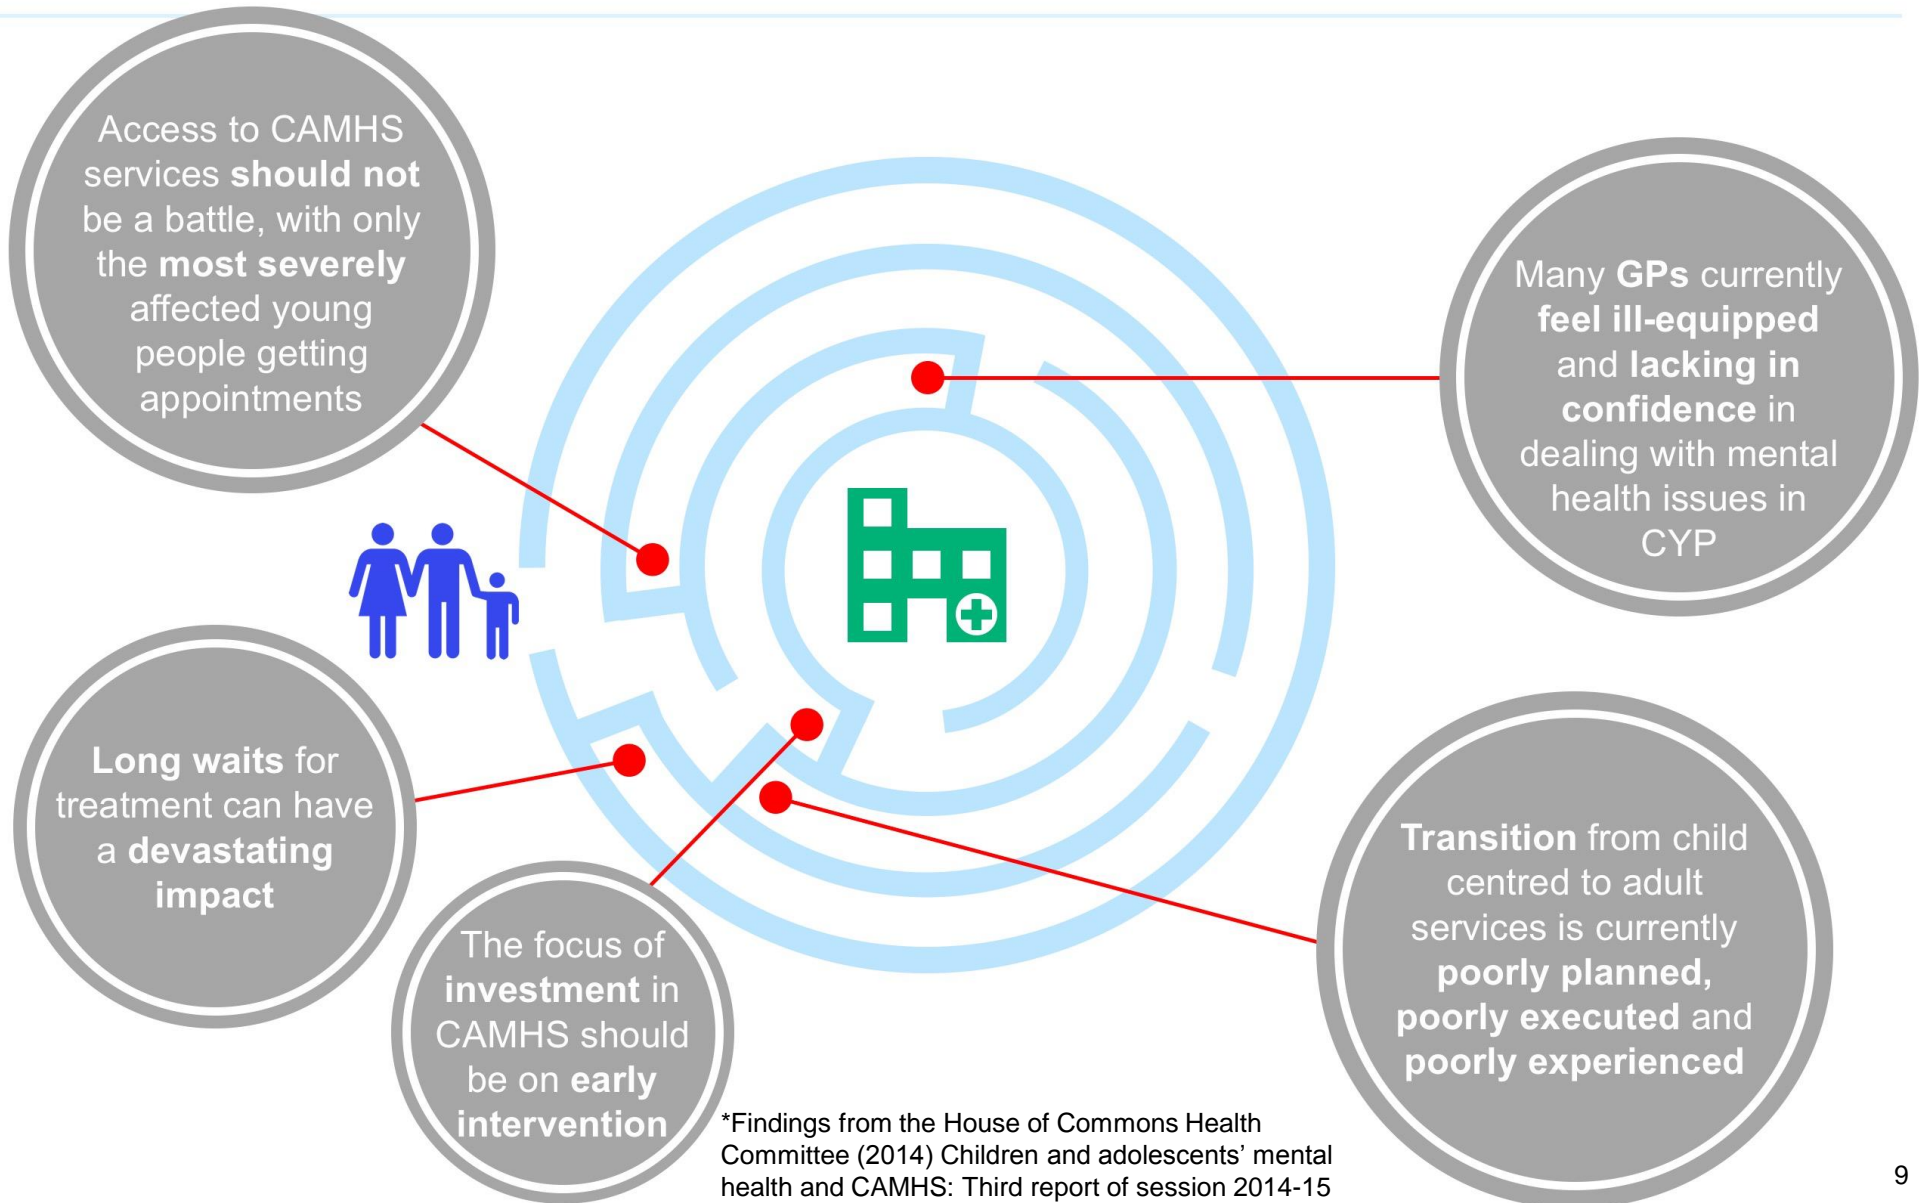 Access to CAMHS
services should not
be a battle, with only
the most severely
affected young
people getting
appointments
Many GPs currently
feel ill-equipped
and lacking in
confidence in
dealing with mental
health issues in
CYP
Long waits for
treatment can have
a devastating
impact
The focus of
investment in
CAMHS should
be on early
intervention
Transition from child
centred to adult
services is currently
poorly planned,
poorly executed and
poorly experienced
*Findings from the House of Commons Health
Committee (2014) Children and adolescents’ mental
health and CAMHS: Third report of session 2014-15
9